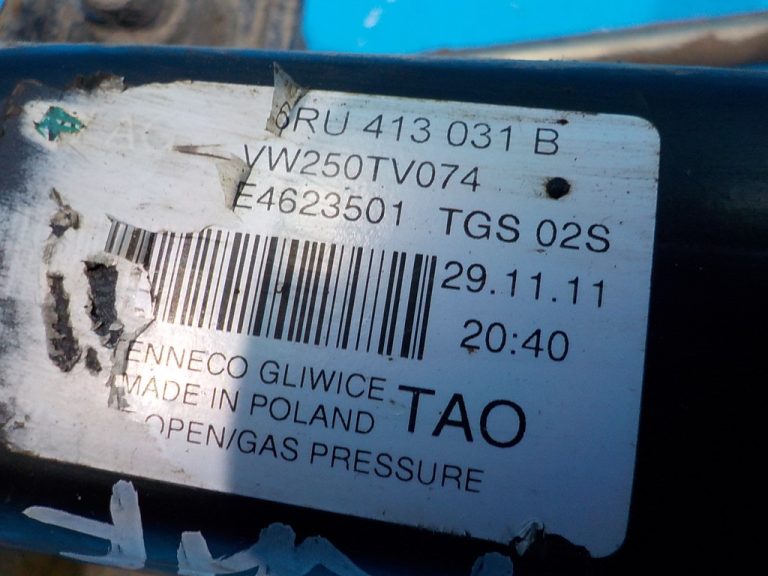 6RU 413 031 B
VW250TV074
E4623501 TGS 02S
29.11.11
20:40
ENNECO GLIWICE
MADE IN POLAND TAO
OPEN/GAS PRESSURE